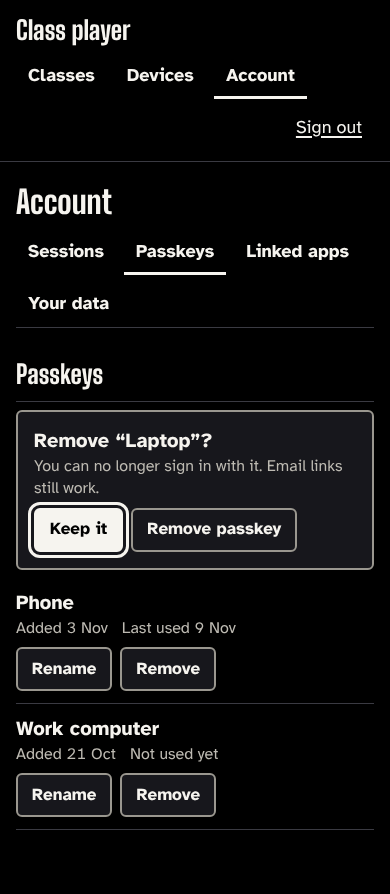 Class player
Classes Devices Account
Sign out
Account
Sessions Passkeys Linked apps
Your data
Passkeys
Remove “Laptop”?
You can no longer sign in with it. Email links
still work.
Keep it Remove passkey
Phone
Added 3 Nov Last used 9 Nov
Rename Remove
Work computer
Added 21 Oct Not used yet
Rename Remove